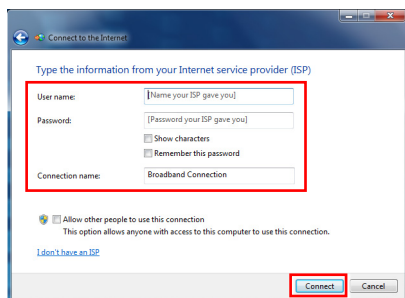 Connect to the Internet
Type the information from your Internet service provider (ISP)
User name:
[Name your ISP gave you]
Password:
[Password your ISP gave you]
Show characters
Remember this password
Connection name:
Broadband Connection
Allow other people to use this connection
This option allows anyone with access to this computer to use this connection.
I don't have an ISP
Connect
Cancel